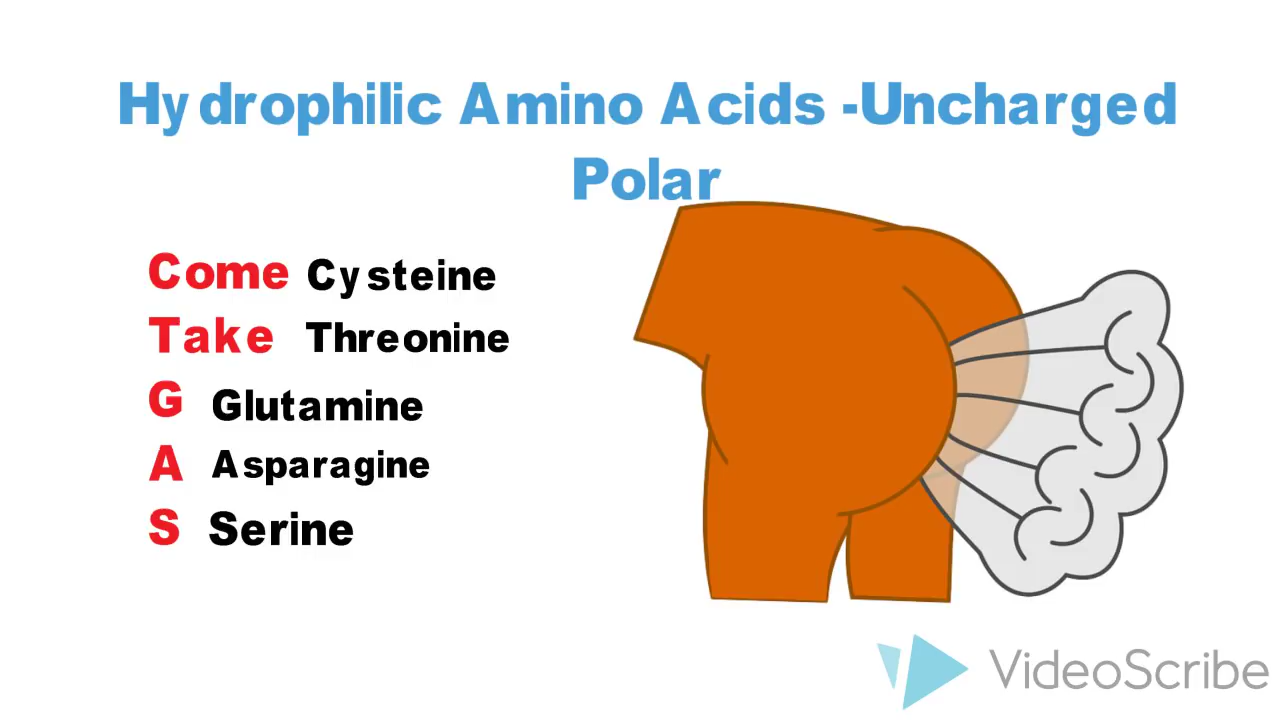 Hydrophilic Amino Acids -Uncharged
Polar
Come Cysteine
Take Threonine
G Glutamine
A Asparagine
S Serine
VideoScribe